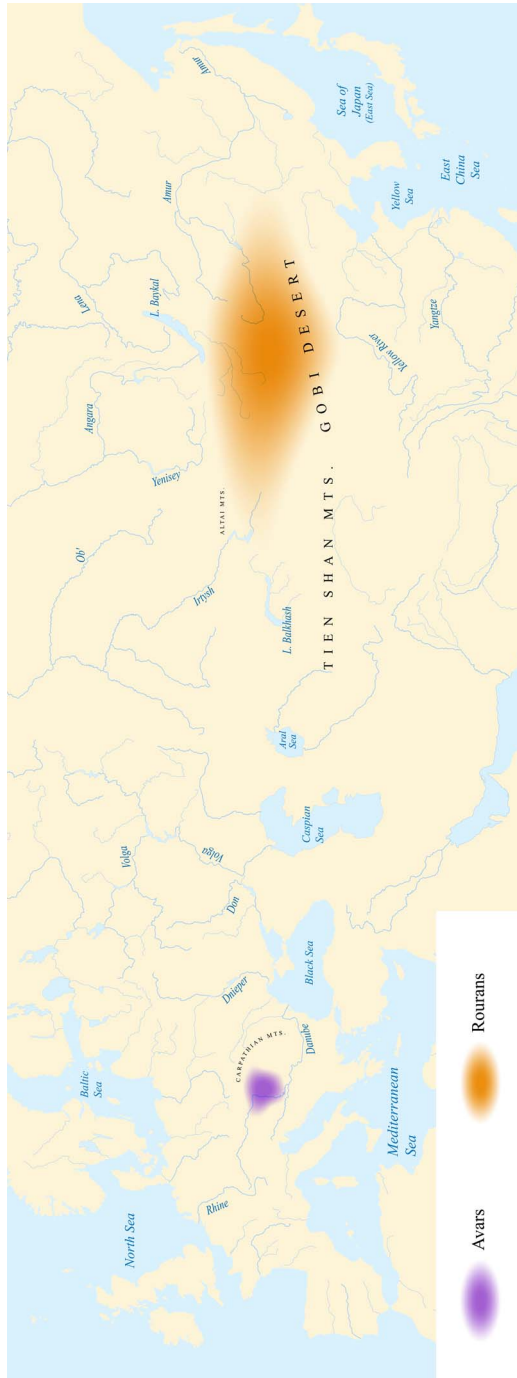 North Sea
Baltic
Sea
Rhine
Mediterranean
Sea
CARPATHIAN MTS.
Danube
Dnieper
Black Sea
Don
Volga
Volga
Caspian
Sea
Aral
Sea
Ob'
Irtysh
L. Balkhash
TIEN SHAN MTS.
ALTAI MTS.
Yenisey
Angara
L. Baykal
Lena
GOBI DESERT
Amur
Amur
Yellow River
Yangtze
Yellow
Sea
East
China
Sea
Sea of
Japan
(East Sea)
Avars
Rourans